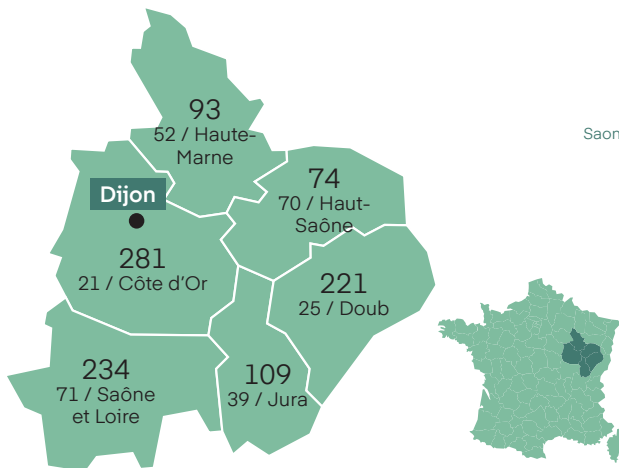 93
52 / Haute-
Marne
Saon
74
70 / Haut-
Saône
Dijon
281
21 / Côte d'Or
221
25 / Doub
234
71 / Saône
et Loire
109
39 / Jura